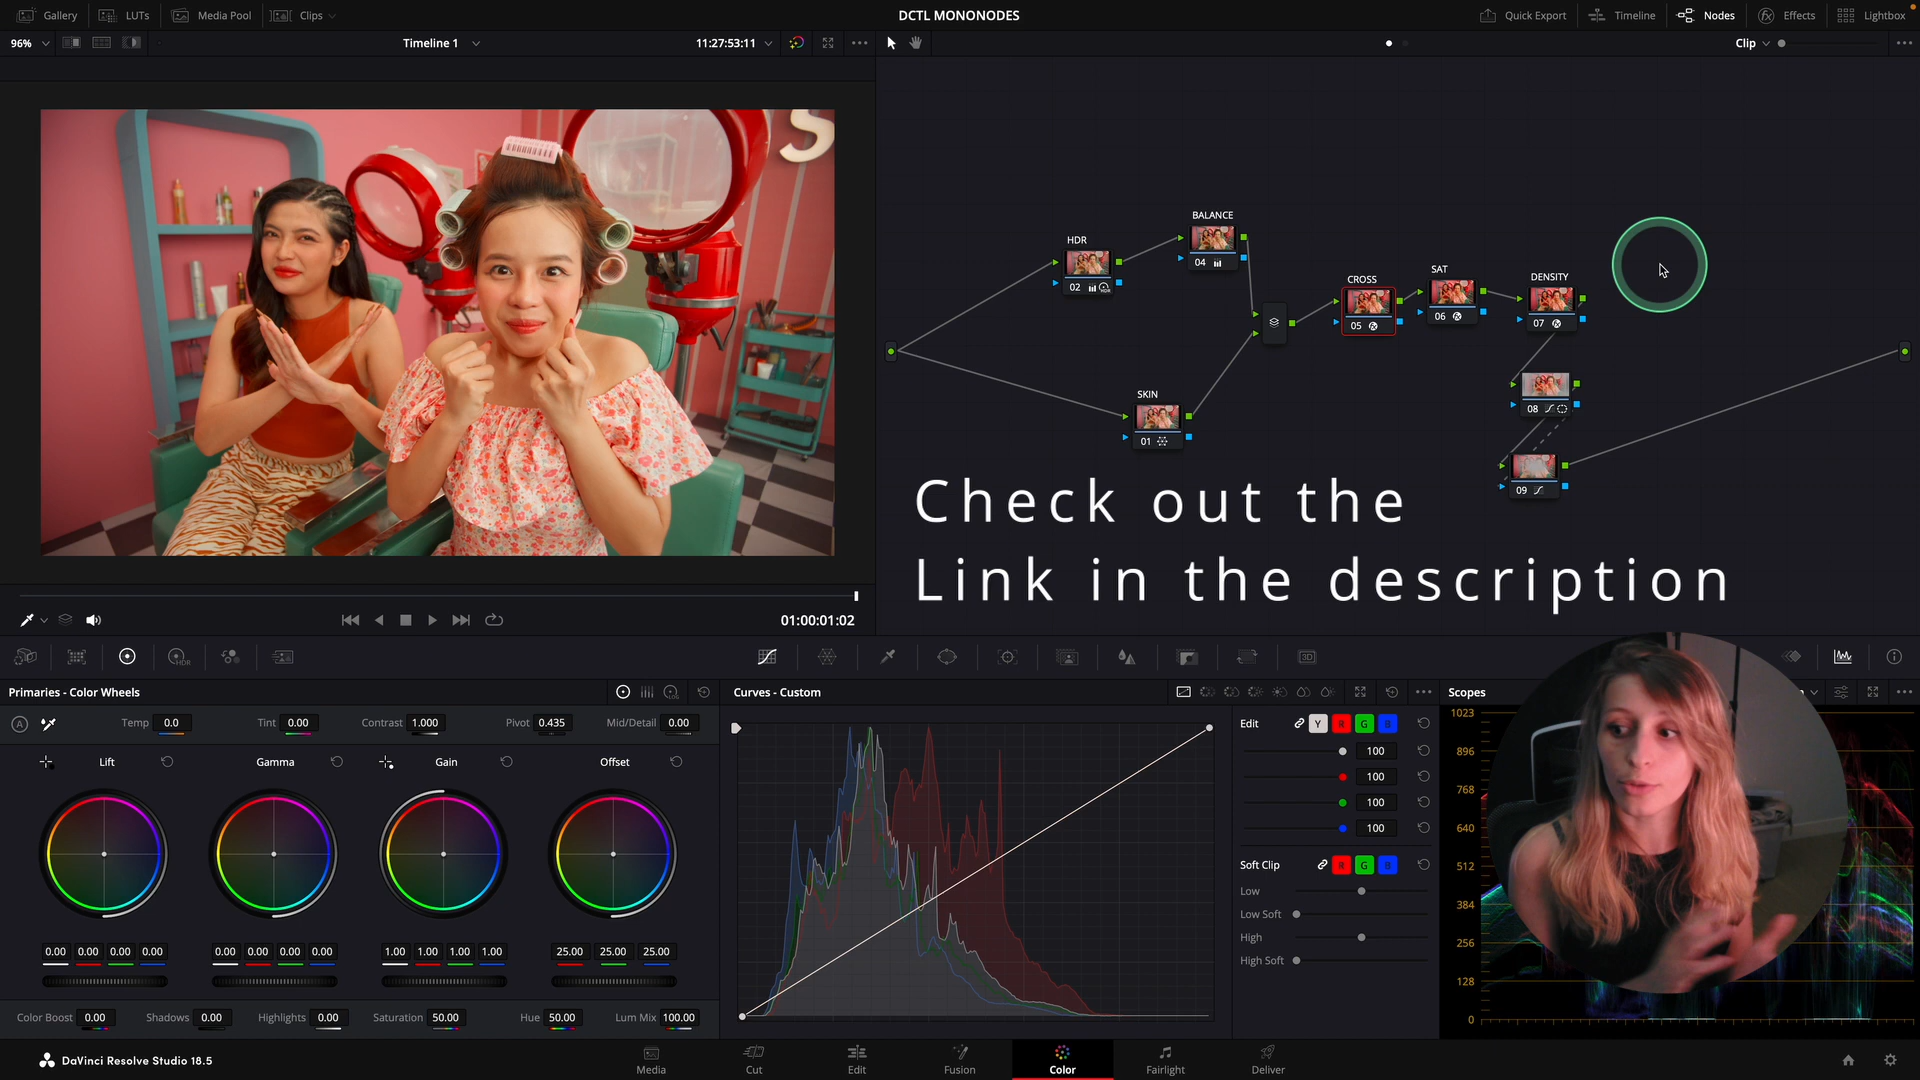 Gallery LUTs Media Pool Clips DCTL MONONODES Quick Export Timeline Nodes Effects Lightbox
96% Timeline 1 11:27:53:11 Clip
S
BALANCE
HDR
04
02
CROSS
SAT
DENSITY
05
06
07
08
SKIN
01
09
Check out the
Link in the description
01:00:01:02
HDR
3D
Primaries - Color Wheels
LOG
Curves - Custom
Scopes
A Temp 0.0 Tint 0.00 Contrast 1.000 Pivot 0.435 Mid/Detail 0.00
Lift Gamma Gain Offset
0.00 0.00 0.00 0.00 0.00 0.00 0.00 0.00 1.00 1.00 1.00 1.00 25.00 25.00 25.00
Color Boost 0.00 Shadows 0.00 Highlights 0.00 Saturation 50.00 Hue 50.00 Lum Mix 100.00
Edit Y R G B
100
100
100
100
Soft Clip R G B
Low
Low Soft
High
High Soft
1023
896
768
640
512
384
256
128
0
DaVinci Resolve Studio 18.5
Media Cut Edit Fusion Color Fairlight Deliver